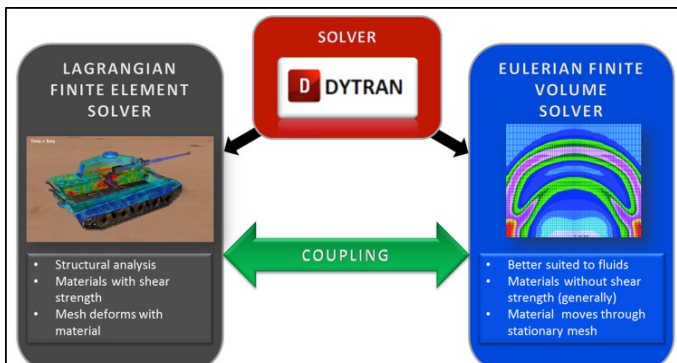 SOLVER
D DYTRAN
LAGRANGIAN
FINITE ELEMENT
SOLVER
• Structural analysis
• Materials with shear
strength
• Mesh deforms with
material
COUPLING
EULERIAN FINITE
VOLUME
SOLVER
• Better suited to fluids
• Materials without shear
strength (generally)
• Material moves through
stationary mesh